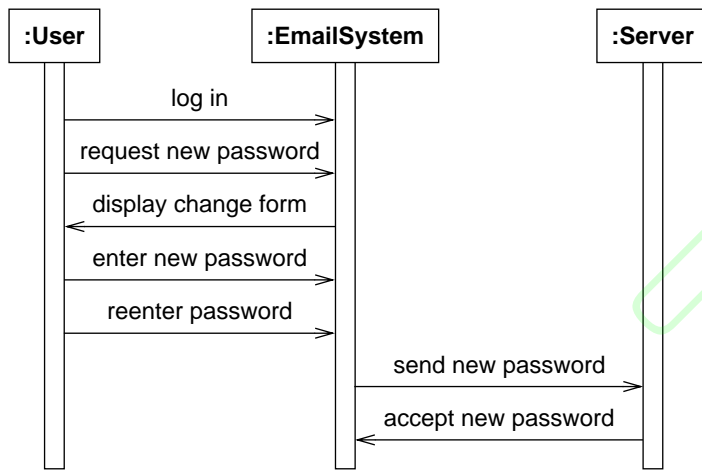 :User
:EmailSystem
:Server
log in
request new password
display change form
enter new password
reenter password
send new password
accept new password